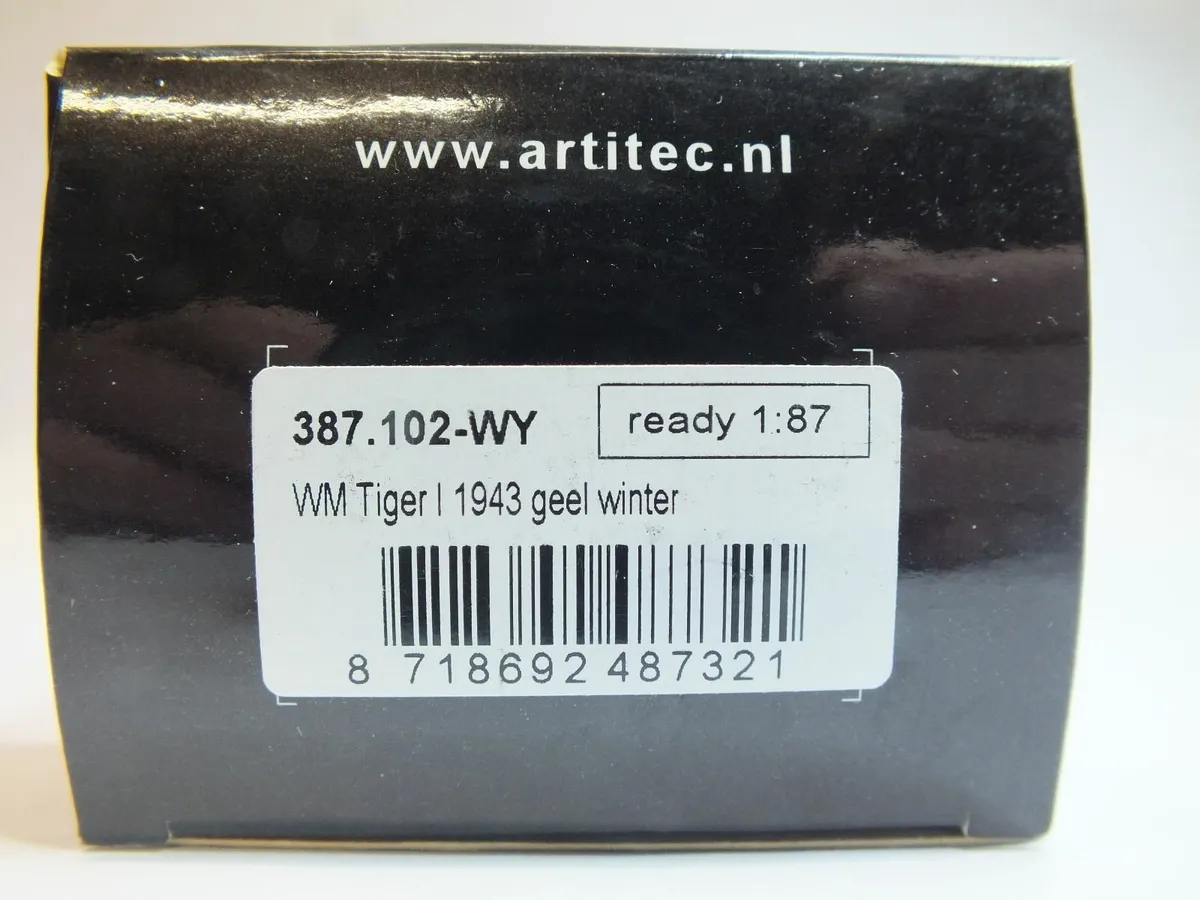 www.artitec.nl
387.102-WY
ready 1:87
WM Tiger I 1943 geel winter
8 718692 487321